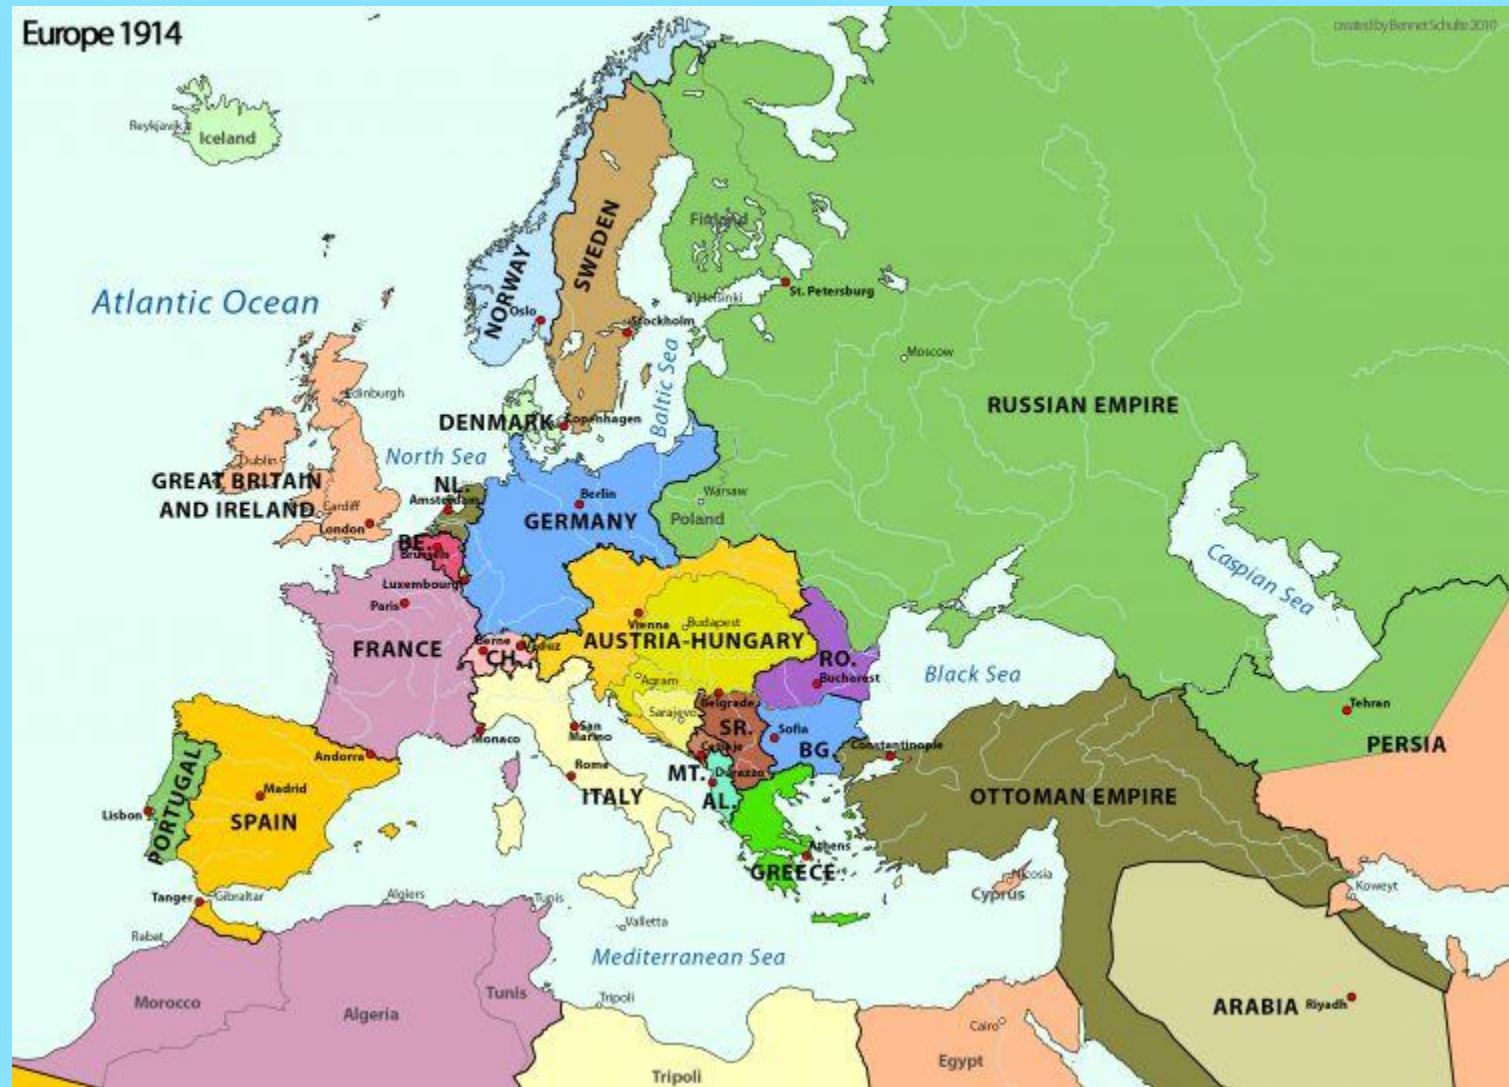 Europe 1914
created by Bennet Schulte 2010
Reykjavik
Iceland
Finland
NORWAY
SWEDEN
Oslo
Helsinki
St. Petersburg
Stockholm
Atlantic Ocean
Moscow
Baltic Sea
Edinburgh
DENMARK
Copenhagen
RUSSIAN EMPIRE
North Sea
Dublin
GREAT BRITAIN
AND IRELAND
Cardiff
London
NL.
Amsterdam
Berlin
GERMANY
Warsaw
Poland
BE.
Brussels
Luxembourg
Paris
FRANCE
Caspian Sea
Vienna
Budapest
AUSTRIA-HUNGARY
Berne
CH.
Vaduz
RO.
Bucharest
Black Sea
Agram
Sarajevo
Belgrade
SR.
Sofia
BG.
Constantinople
Tehran
PERSIA
Monaco
San
Marino
Cetinje
MT.
Durazzo
AL.
Andorra
Rome
ITALY
OTTOMAN EMPIRE
PORTUGAL
Lisbon
Madrid
SPAIN
Athens
GREECE
Nicosia
Cyprus
Koweyt
Tanger
Gibraltar
Algiers
Tunis
Valletta
Rabat
Mediterranean Sea
Morocco
Algeria
Tunis
Tripoli
ARABIA
Riyadh
Cairo
Egypt
Tripoli